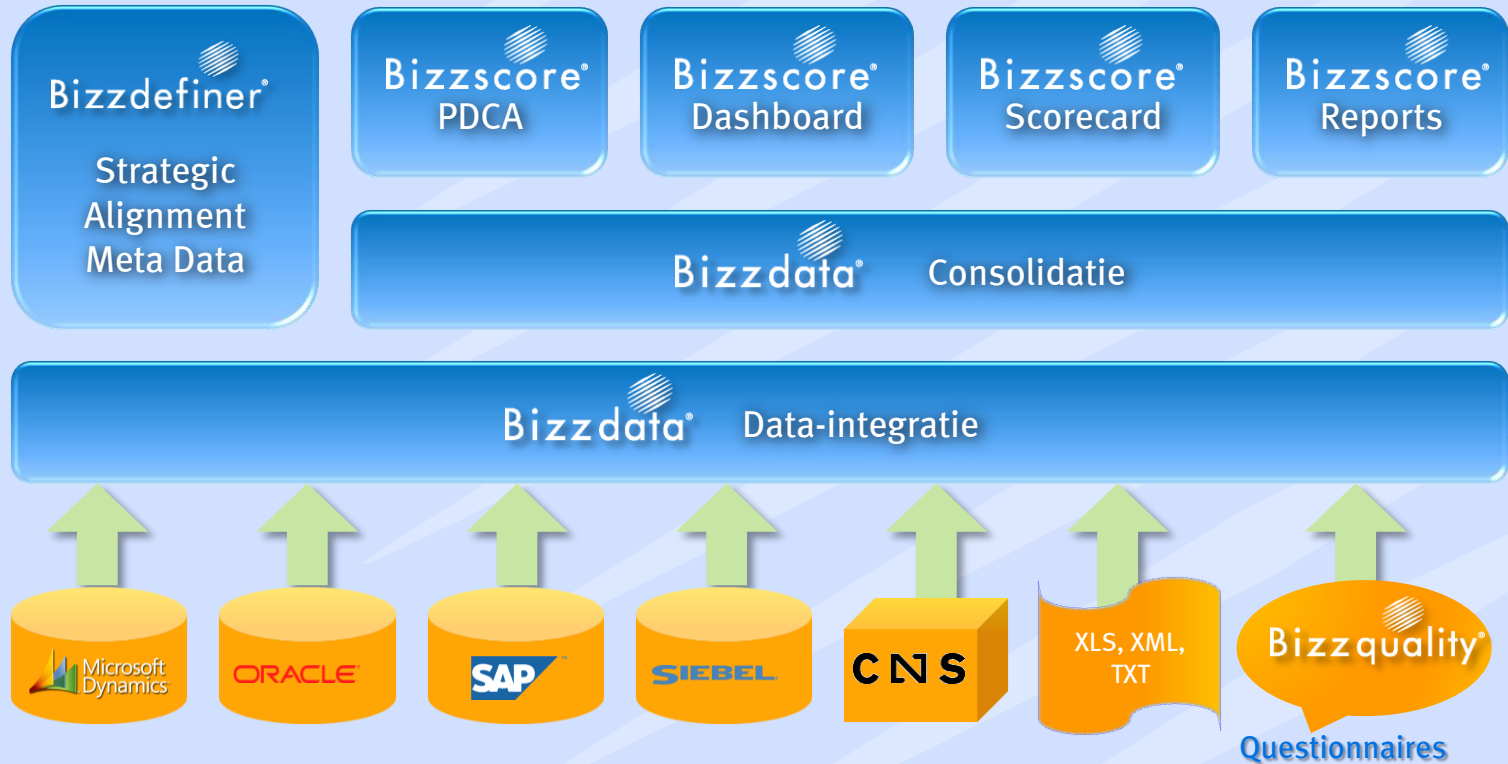 Bizzdefiner®
Strategic
Alignment
Meta Data
Bizzscore®
PDCA
Bizzscore®
Dashboard
Bizzscore®
Scorecard
Bizzscore®
Reports
Bizzdata® Consolidatie
Bizzdata® Data-integratie
Microsoft
Dynamics
ORACLE
SAP™
SIEBEL
CNS
XLS, XML,
TXT
Bizzquality®
Questionnaires